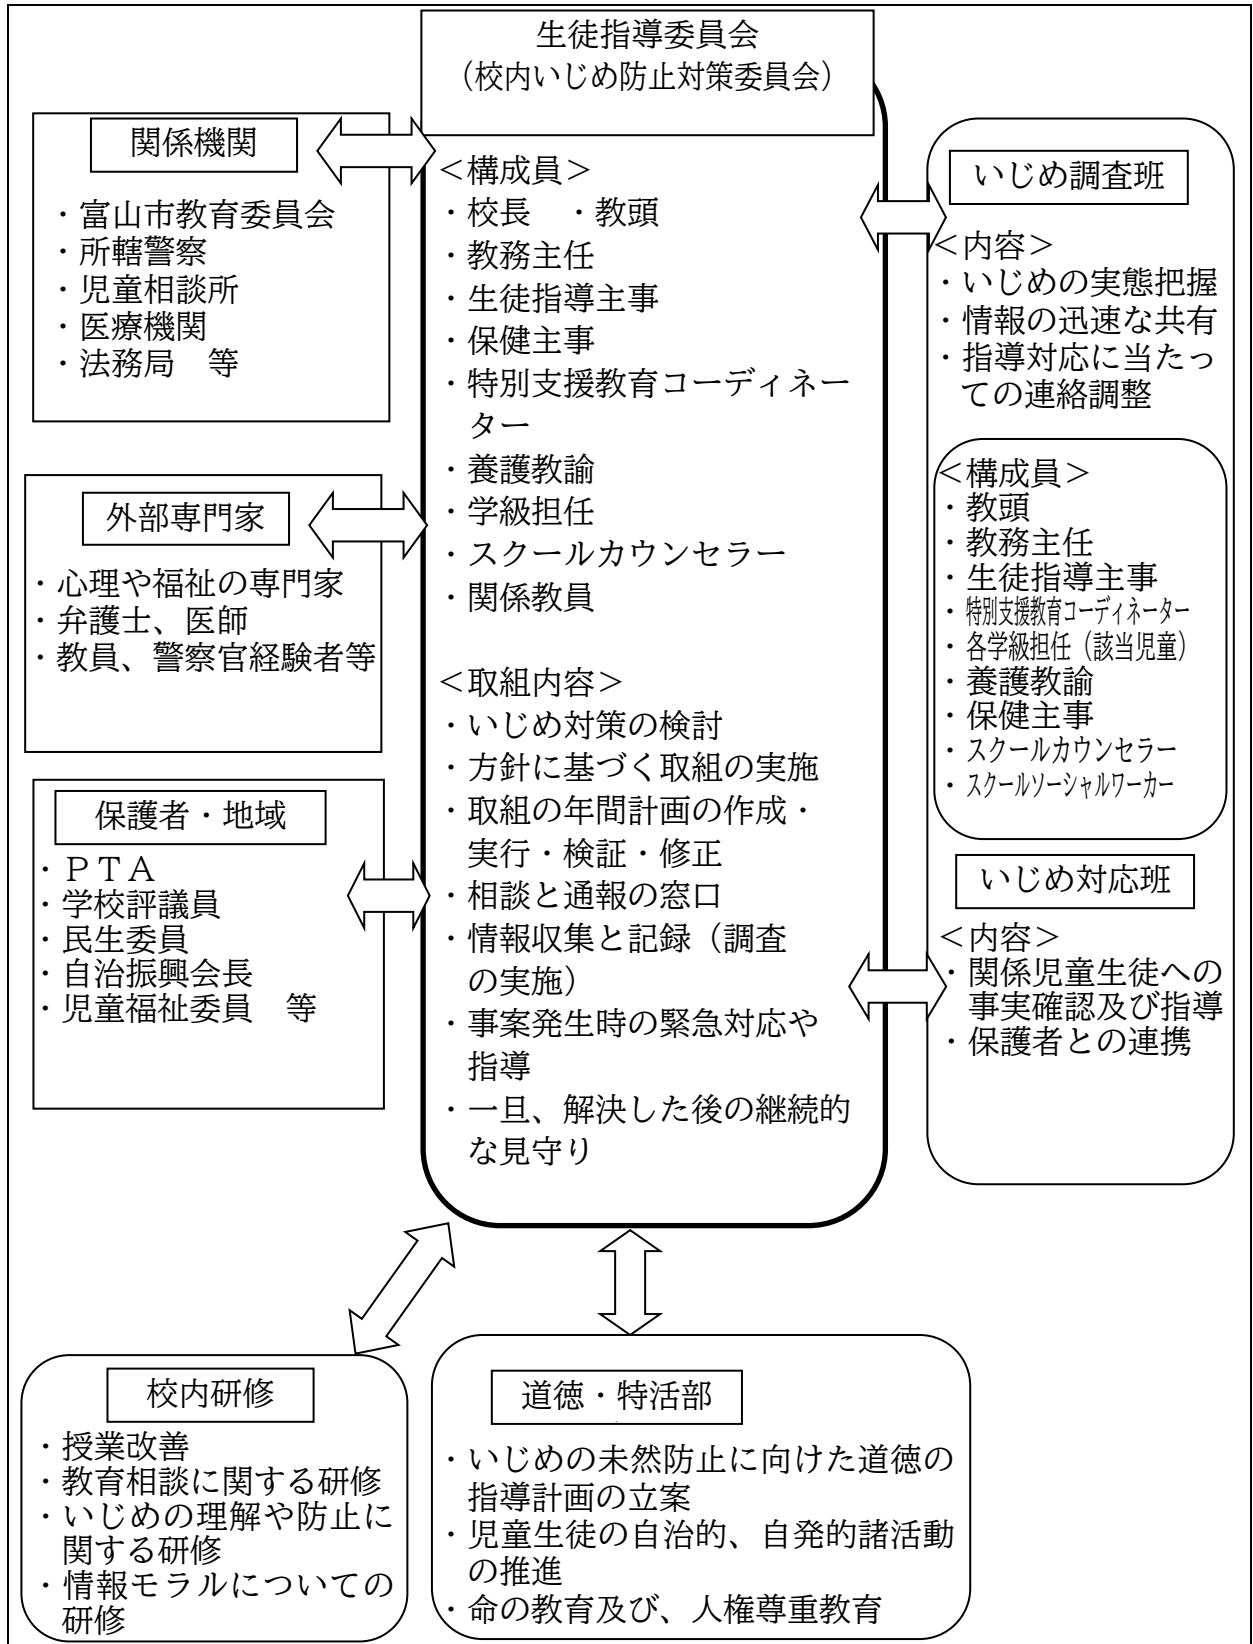 生徒指導委員会
（校内いじめ防止対策委員会）
関係機関
・富山市教育委員会
・所轄警察
・児童相談所
・医療機関
・法務局　等
外部専門家
・心理や福祉の専門家
・弁護士、医師
・教員、警察官経験者等
保護者・地域
・ＰＴＡ
・学校評議員
・民生委員
・自治振興会長
・児童福祉委員　等
＜構成員＞
・校長　・教頭
・教務主任
・生徒指導主事
・保健主事
・特別支援教育コーディネー
ター
・養護教諭
・学級担任
・スクールカウンセラー
・関係教員
＜取組内容＞
・いじめ対策の検討
・方針に基づく取組の実施
・取組の年間計画の作成・
実行・検証・修正
・相談と通報の窓口
・情報収集と記録（調査
の実施）
・事案発生時の緊急対応や
指導
・一旦、解決した後の継続的
な見守り
いじめ調査班
＜内容＞
・いじめの実態把握
・情報の迅速な共有
・指導対応に当たっ
ての連絡調整
＜構成員＞
・教頭
・教務主任
・生徒指導主事
・特別支援教育コーディネーター
・各学級担任（該当児童）
・養護教諭
・保健主事
・スクールカウンセラー
・スクールソーシャルワーカー
いじめ対応班
＜内容＞
・関係児童生徒への
事実確認及び指導
・保護者との連携
校内研修
・授業改善
・教育相談に関する研修
・いじめの理解や防止に
関する研修
・情報モラルについての
研修
道徳・特活部
・いじめの未然防止に向けた道徳の
指導計画の立案
・児童生徒の自治的、自発的諸活動
の推進
・命の教育及び、人権尊重教育